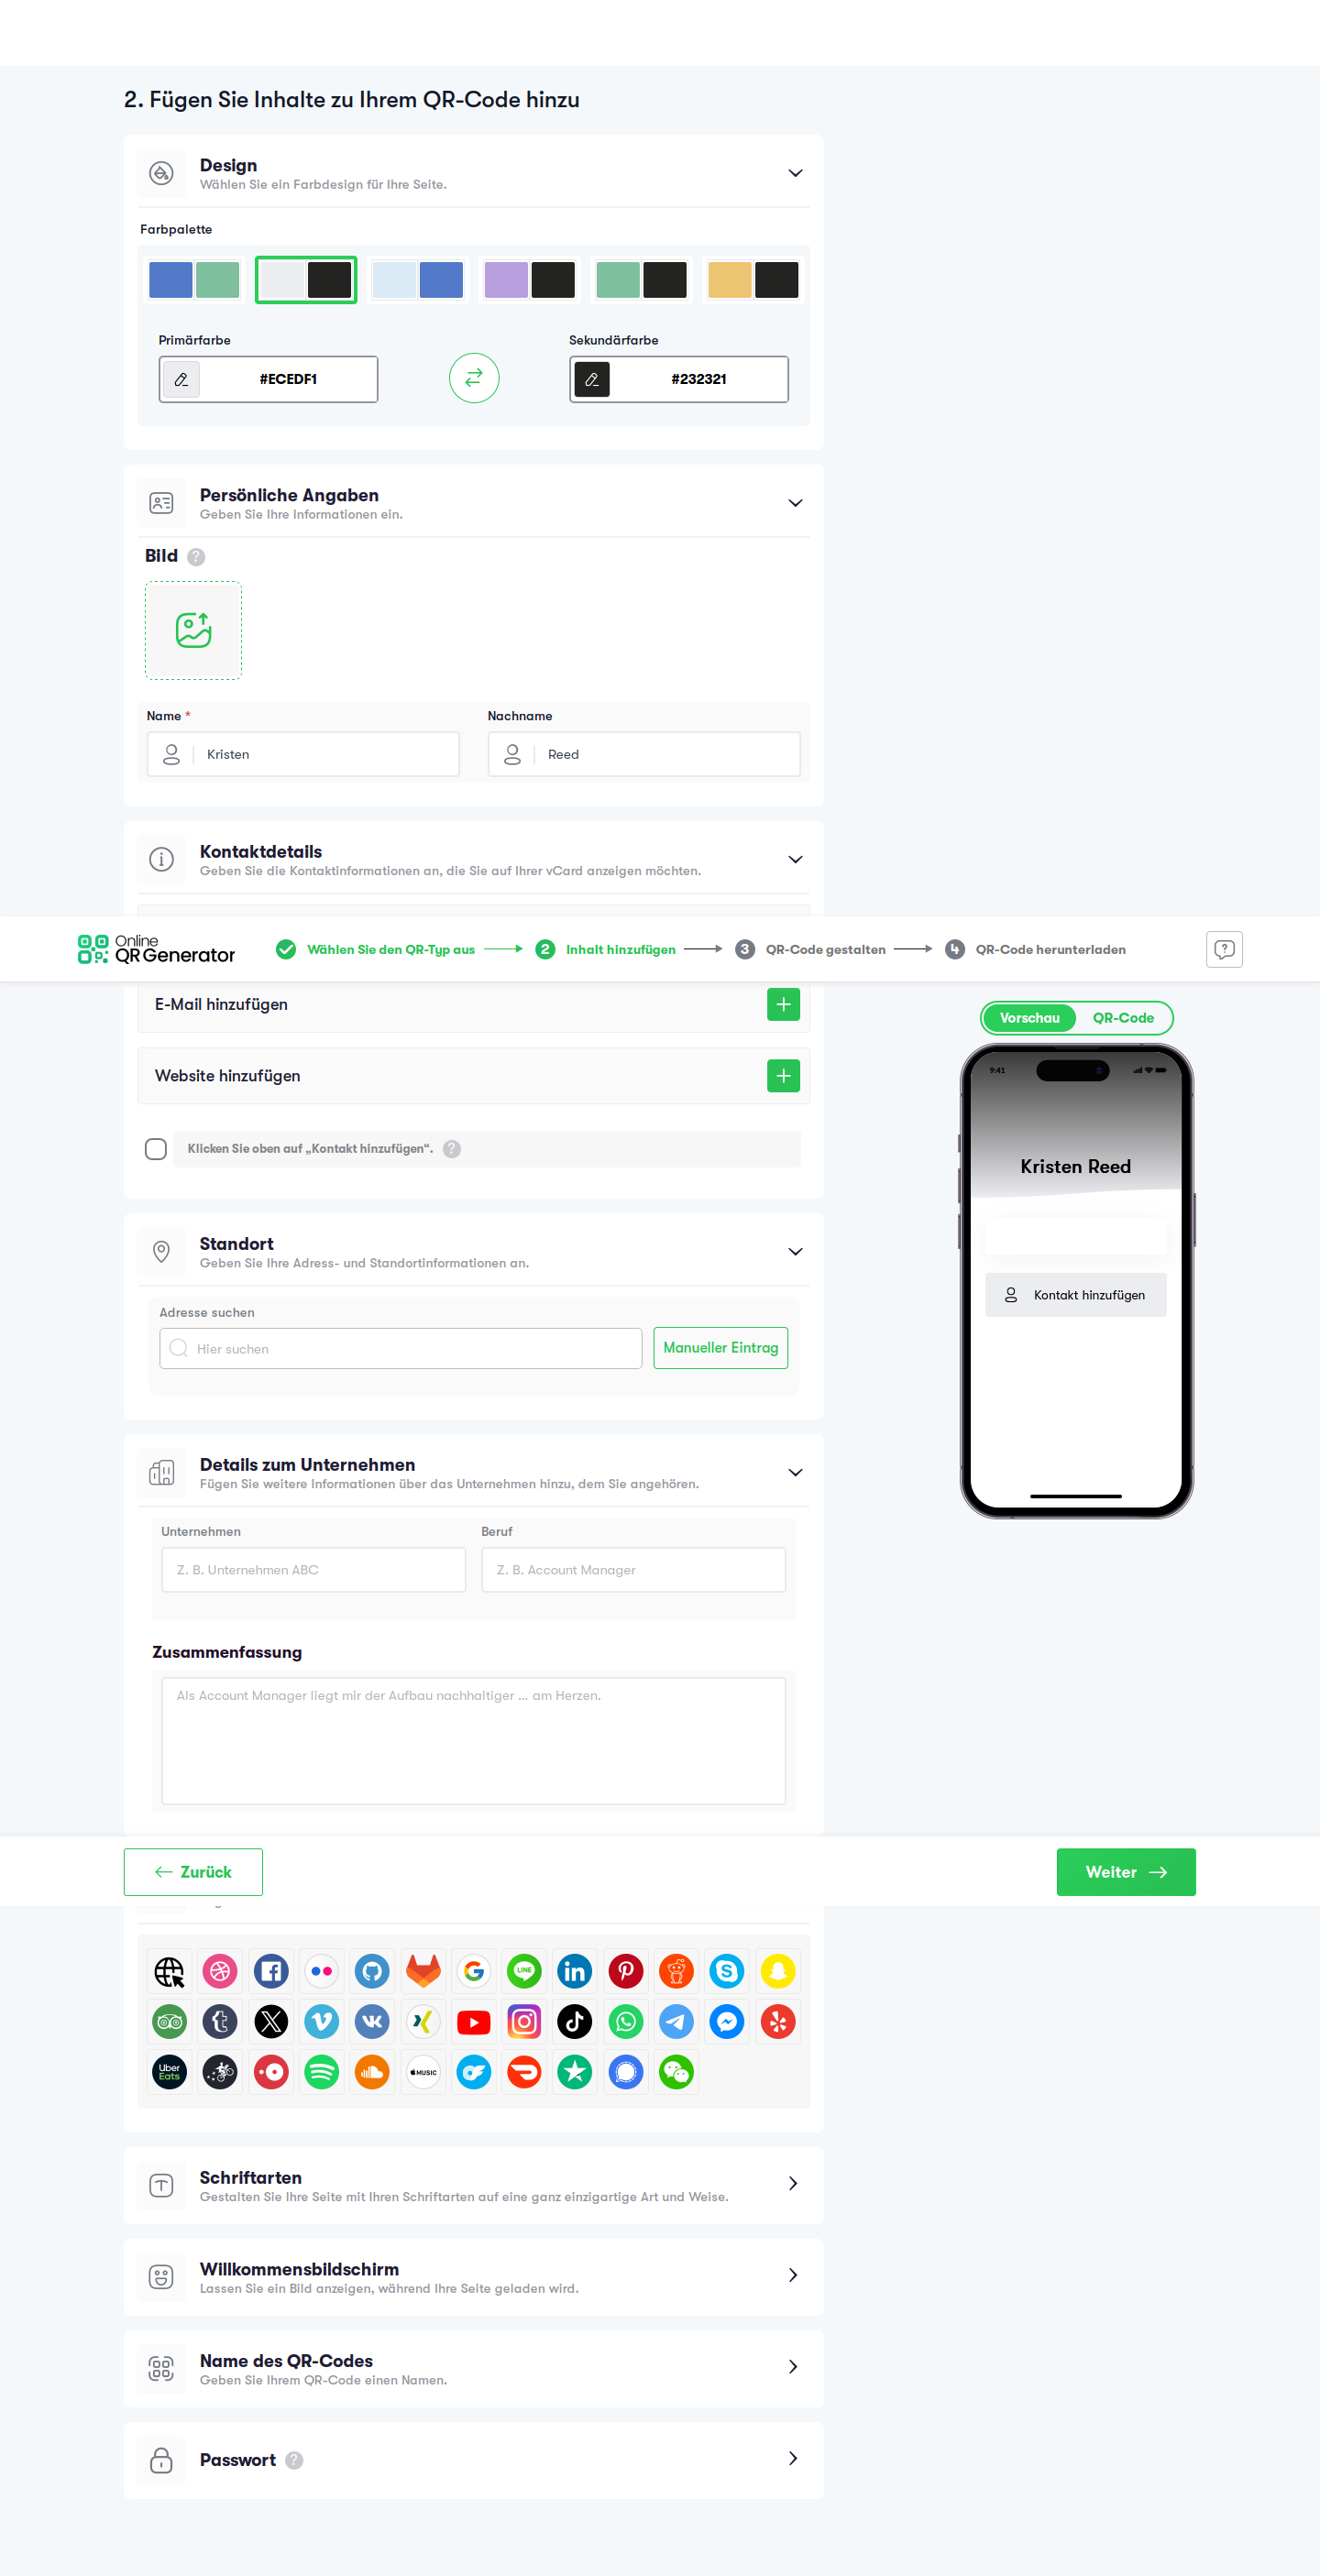 2. Fügen Sie Inhalte zu Ihrem QR-Code hinzu
Design
Wählen Sie ein Farbdesign für Ihre Seite.
Farbpalette
Primärfarbe
Sekundärfarbe
#ECEDF1
#232321
Persönliche Angaben
Geben Sie Ihre Informationen ein.
Bild ?
Name *
Nachname
Kristen
Reed
Kontaktdetails
Geben Sie die Kontaktinformationen an, die Sie auf Ihrer vCard anzeigen möchten.
Online
QR Generator
Wählen Sie den QR-Typ aus
2 Inhalt hinzufügen
3 QR-Code gestalten
4 QR-Code herunterladen
E-Mail hinzufügen
Website hinzufügen
Klicken Sie oben auf „Kontakt hinzufügen“. ?
Vorschau
QR-Code
9:41
Kristen Reed
Kontakt hinzufügen
Standort
Geben Sie Ihre Adress- und Standortinformationen an.
Adresse suchen
Hier suchen
Manueller Eintrag
Details zum Unternehmen
Fügen Sie weitere Informationen über das Unternehmen hinzu, dem Sie angehören.
Unternehmen
Beruf
Z. B. Unternehmen ABC
Z. B. Account Manager
Zusammenfassung
Als Account Manager liegt mir der Aufbau nachhaltiger ... am Herzen.
Zurück
Weiter
LINE
in
Uber
Eats
MUSIC
Schriftarten
Gestalten Sie Ihre Seite mit Ihren Schriftarten auf eine ganz einzigartige Art und Weise.
Willkommensbildschirm
Lassen Sie ein Bild anzeigen, während Ihre Seite geladen wird.
Name des QR-Codes
Geben Sie Ihrem QR-Code einen Namen.
Passwort ?